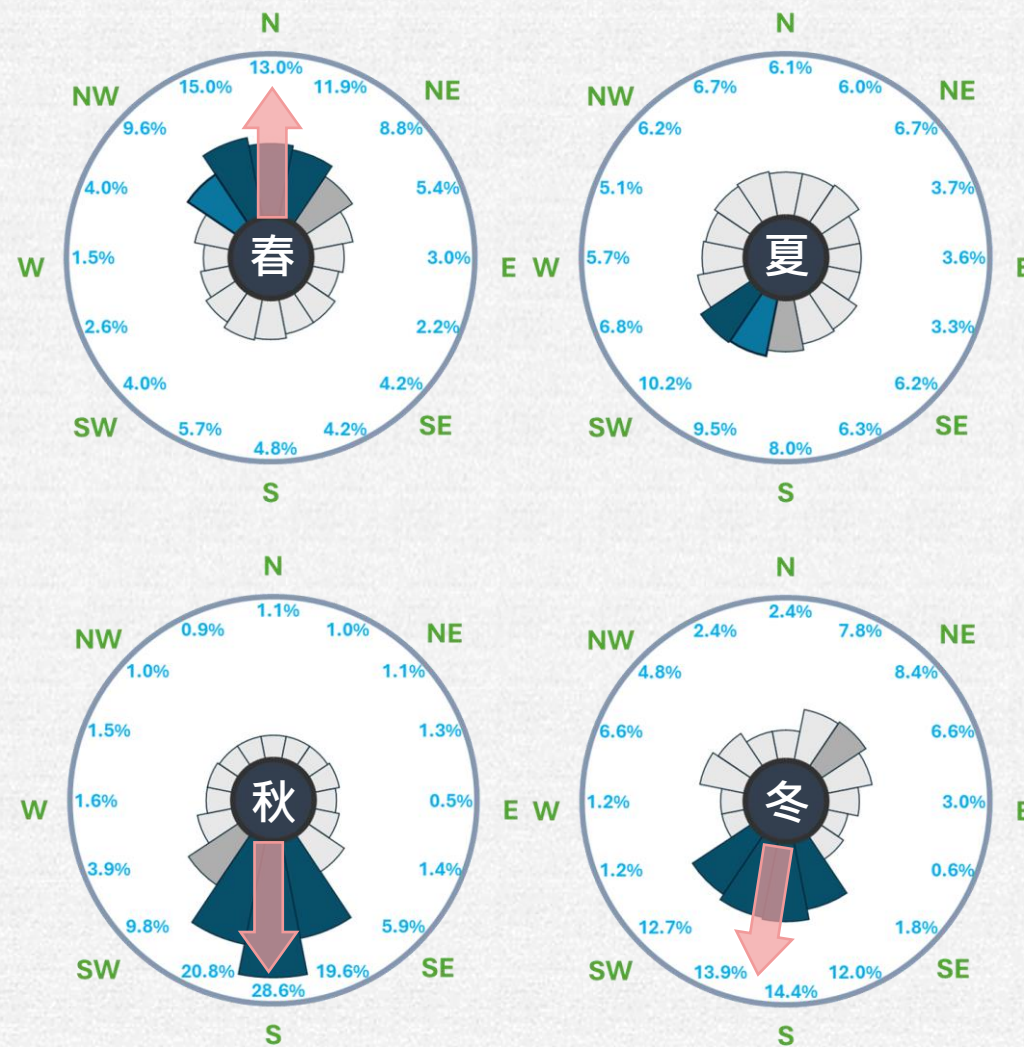 N
13.0%
15.0% 11.9%
NW NE
9.6% 8.8%
4.0% 5.4%
春
W 1.5% 3.0% E
2.6% 2.2%
4.0% 4.2%
SW 5.7% 4.2% SE
4.8%
S
N
6.1%
6.7% 6.0%
NW NE
6.2% 6.7%
5.1% 3.7%
夏
W 5.7% 3.6% E
6.8% 3.3%
10.2% 6.2%
SW 9.5% 6.3% SE
8.0%
S
N
1.1%
0.9% 1.0%
NW NE
1.0% 1.1%
1.5% 1.3%
秋
W 1.6% 0.5% E
3.9% 1.4%
9.8% 5.9%
SW 20.8% 19.6% SE
28.6%
S
N
2.4%
2.4% 7.8%
NW NE
4.8% 8.4%
6.6% 6.6%
冬
W 1.2% 3.0% E
1.2% 0.6%
12.7% 1.8%
SW 13.9% 12.0% SE
14.4%
S